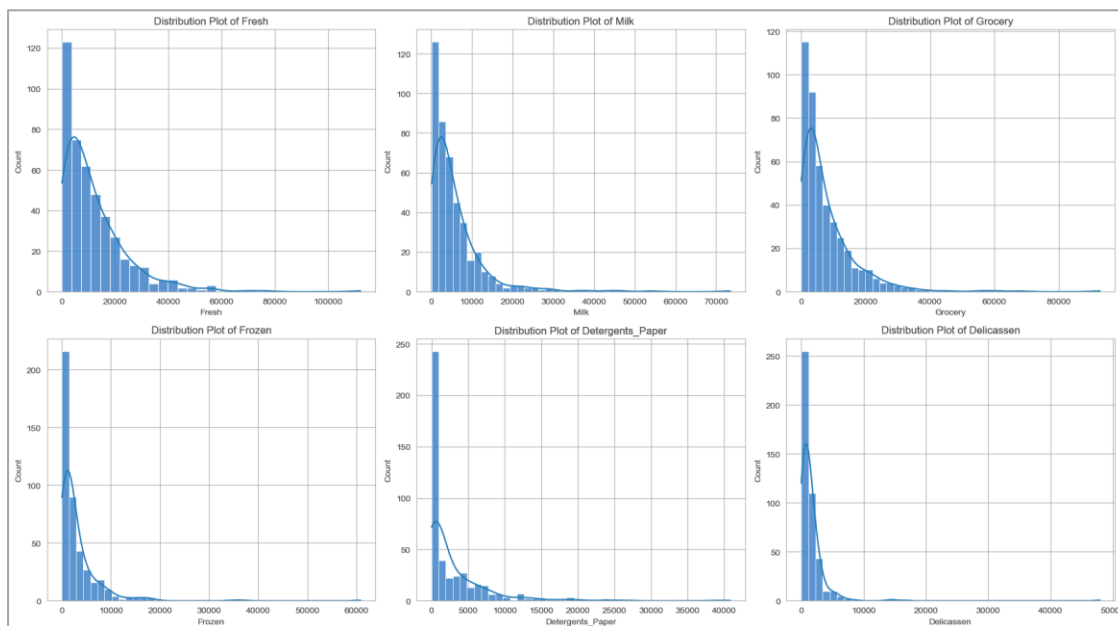 Distribution Plot of Fresh
120
100
80
60
40
20
0
Count
0 20000 40000 60000 80000 100000
Fresh
Distribution Plot of Milk
120
100
80
60
40
20
0
Count
0 10000 20000 30000 40000 50000 60000 70000
Milk
Distribution Plot of Grocery
120
100
80
60
40
20
0
Count
0 20000 40000 60000 80000
Grocery
Distribution Plot of Frozen
200
150
100
50
0
Count
0 10000 20000 30000 40000 50000 60000
Frozen
Distribution Plot of Detergents_Paper
250
200
150
100
50
0
Count
0 5000 10000 15000 20000 25000 30000 35000 40000
Detergents_Paper
Distribution Plot of Delicassen
250
200
150
100
50
0
Count
0 10000 20000 30000 40000 5000
Delicassen